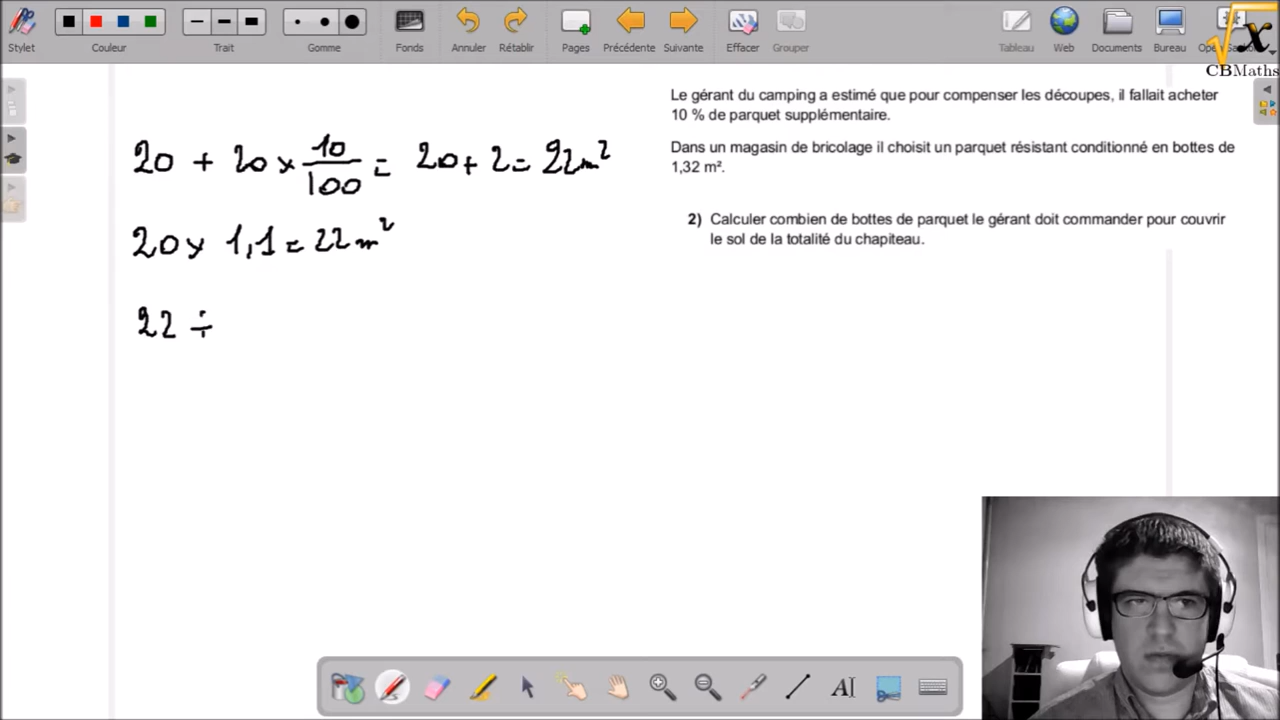 Stylet
Couleur
Trait
Gomme
Fonds
Annuler
Rétablir
Pages
Précédente
Suivante
Effacer
Grouper
Tableau
Web
Documents
Bureau
√x
CBMaths
Le gérant du camping a estimé que pour compenser les découpes, il fallait acheter
10 % de parquet supplémentaire.
Dans un magasin de bricolage il choisit un parquet résistant conditionné en bottes de
1,32 m².
2) Calculer combien de bottes de parquet le gérant doit commander pour couvrir
le sol de la totalité du chapiteau.
20 + 20 × 10/100 = 20 + 2 = 22 m²
20 × 1,1 = 22 m²
22 ÷
AI